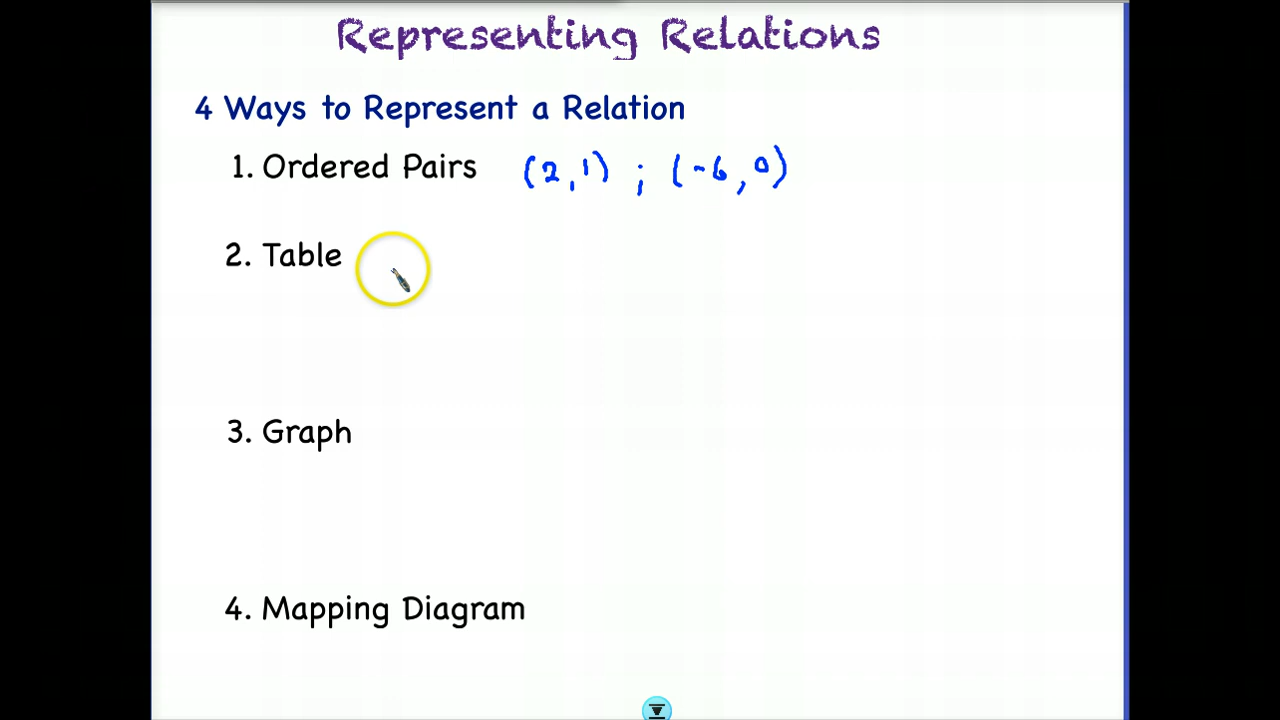 Representing Relations
4 Ways to Represent a Relation
1. Ordered Pairs (2,1) ; (-6,0)
2. Table
3. Graph
4. Mapping Diagram